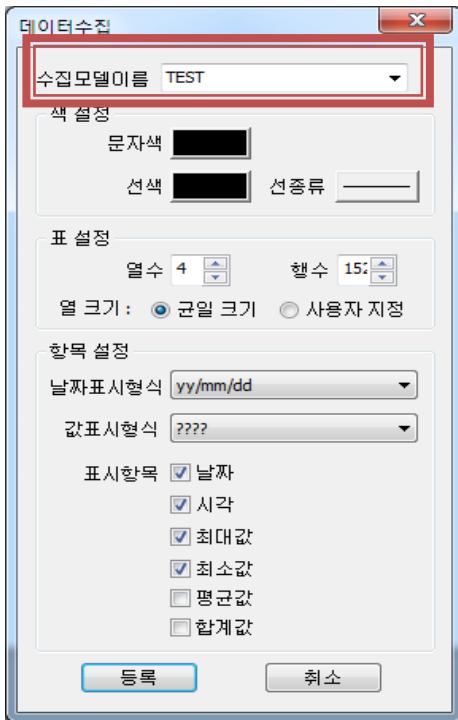 데이터수집
수집모델이름 TEST
색 설정
문자색
선색 선종류
표 설정
열수 4 행수 152
열 크기 : 균일 크기 사용자 지정
항목 설정
날짜표시형식 yy/mm/dd
값표시형식 ????
표시항목 날짜
시각
최대값
최소값
평균값
합계값
등록 취소